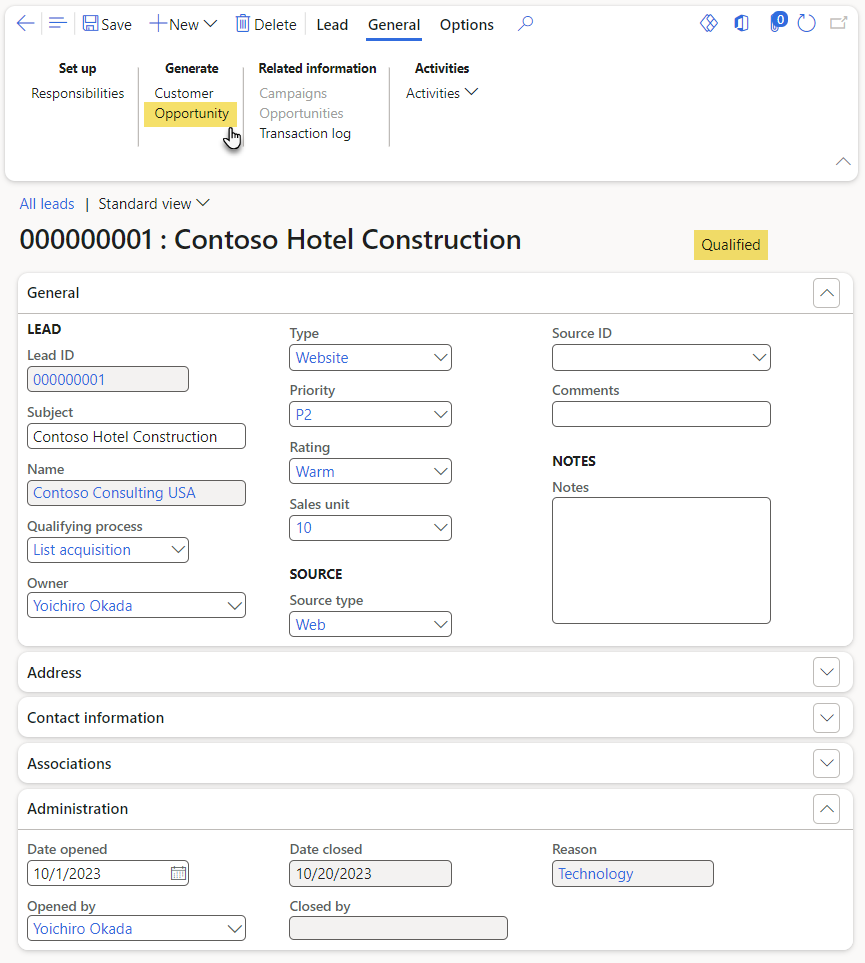 Save
New
Delete
Lead
General
Options
0
Set up
Responsibilities
Generate
Customer
Opportunity
Related information
Campaigns
Opportunities
Transaction log
Activities
Activities
All leads | Standard view
000000001 : Contoso Hotel Construction
Qualified
General
LEAD
Lead ID
000000001
Subject
Contoso Hotel Construction
Name
Contoso Consulting USA
Qualifying process
List acquisition
Owner
Yoichiro Okada
Type
Website
Priority
P2
Rating
Warm
Sales unit
10
SOURCE
Source type
Web
Source ID
Comments
NOTES
Notes
Address
Contact information
Associations
Administration
Date opened
10/1/2023
Opened by
Yoichiro Okada
Date closed
10/20/2023
Closed by
Reason
Technology